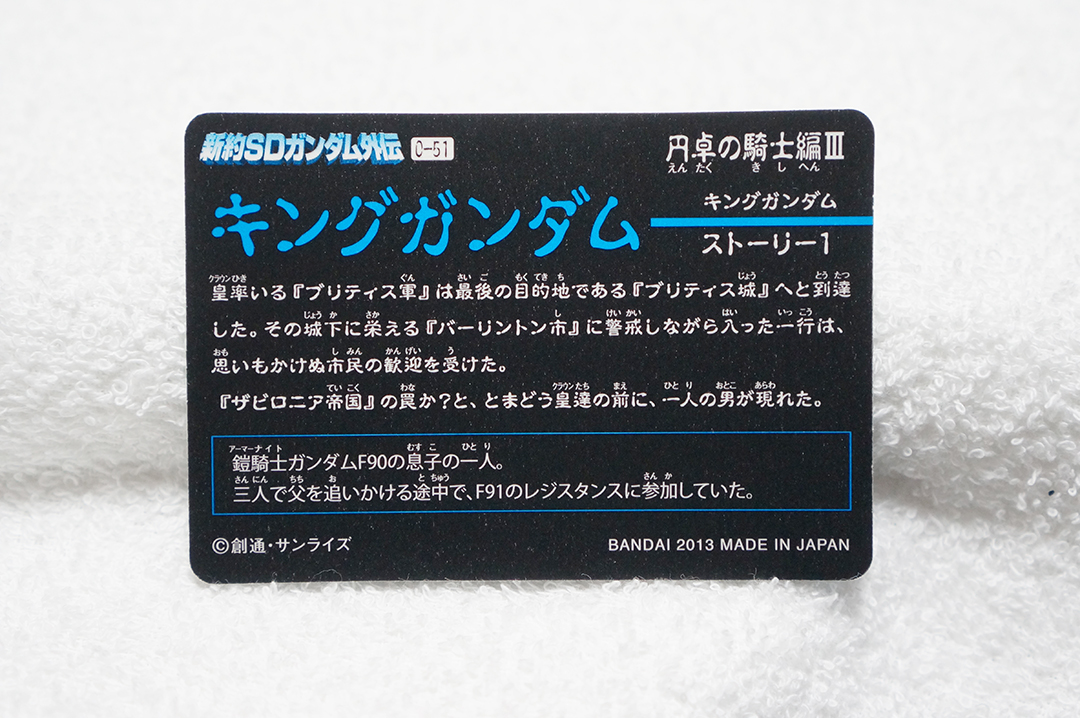 新約SDガンダム外伝 0-51
円卓の騎士編III
えんたく きしへん
キングガンダム
キングガンダム
ストーリー1
クラウンひき ぐん さいご もくてきち じょう とうたつ
皇率いる『ブリティス軍』は最後の目的地である『ブリティス城』へと到達
じょうか さか し けいかい はい いっこう
した。その城下に栄える『バーリントン市』に警戒しながら入った一行は、
おも しみん かんげい う
思いもかけぬ市民の歓迎を受けた。
ていこく わな クラウンたち まえ ひとり おとこ あらわ
『ザビロニア帝国』の罠か?と、とまどう皇達の前に、一人の男が現れた。
アーマーナイト むすこ ひとり
鎧騎士ガンダムF90の息子の一人。
さんにん ちち お とちゅう さんか
三人で父を追いかける途中で、F91のレジスタンスに参加していた。
©創通・サンライズ
BANDAI 2013 MADE IN JAPAN